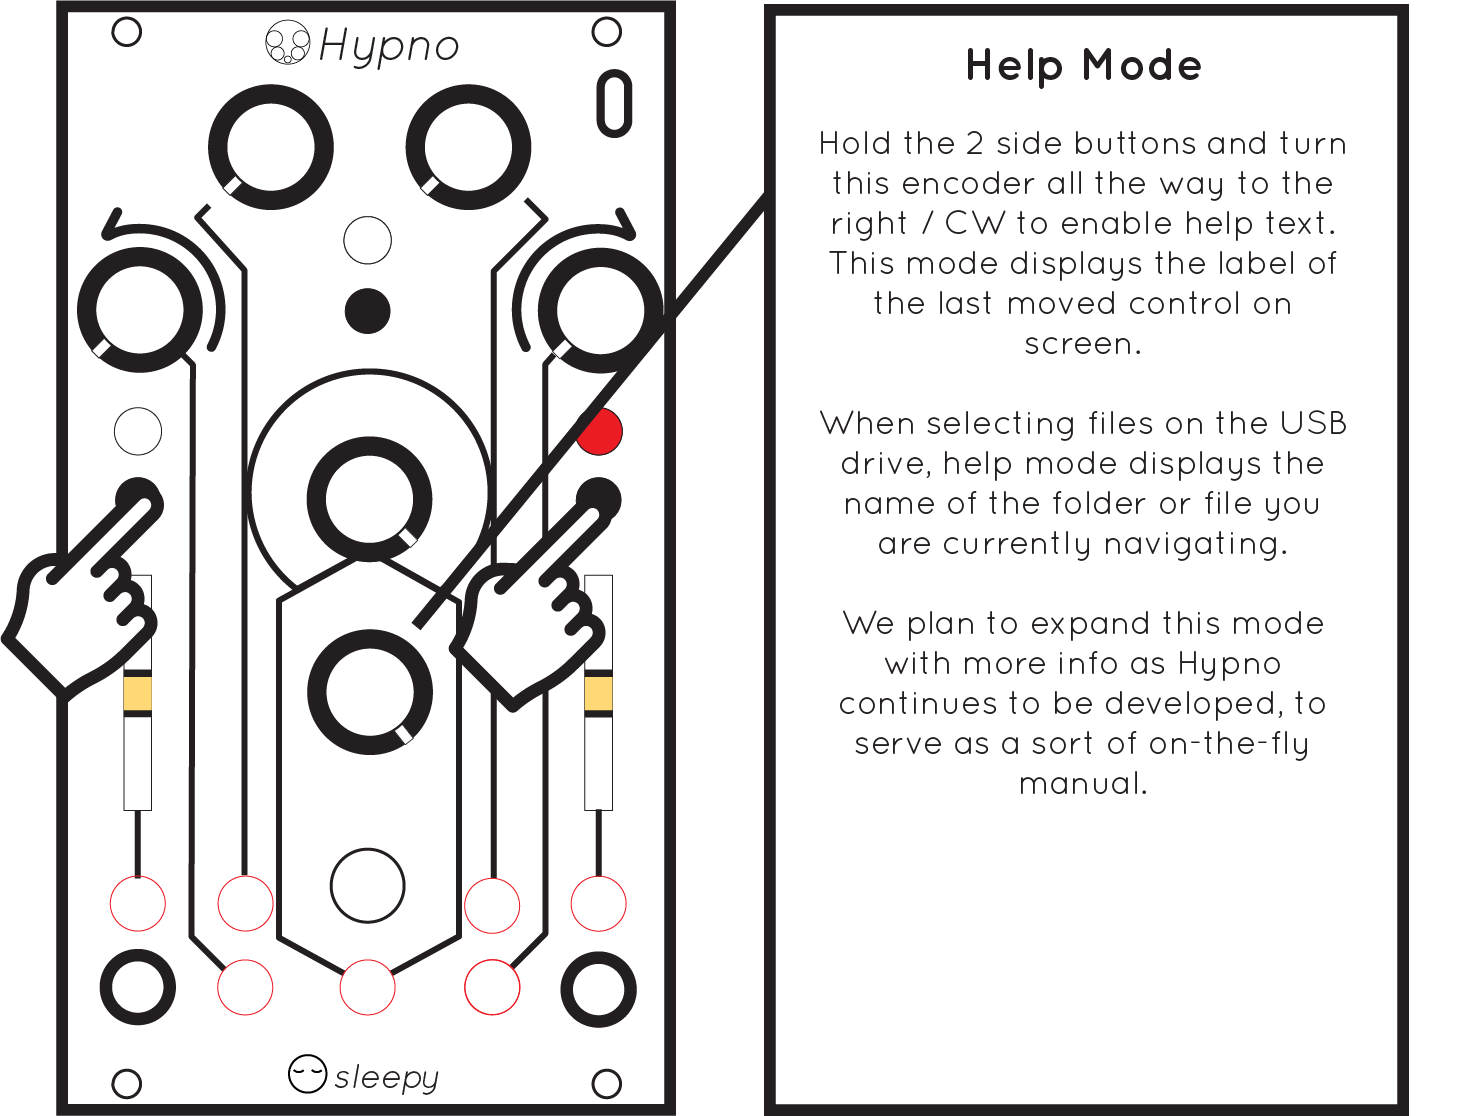 Hypno
Help Mode
Hold the 2 side buttons and turn
this encoder all the way to the
right / CW to enable help text.
This mode displays the label of
the last moved control on
screen.
When selecting files on the USB
drive, help mode displays the
name of the folder or file you
are currently navigating.
We plan to expand this mode
with more info as Hypno
continues to be developed, to
serve as a sort of on-the-fly
manual.
sleepy